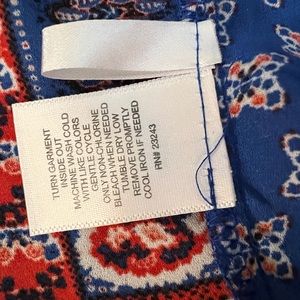 TURN GARMENT
INSIDE OUT
MACHINE WASH COLD
WITH LIKE COLORS
GENTLE CYCLE
ONLY NON-CHLORINE
BLEACH WHEN NEEDED
TUMBLE DRY LOW
REMOVE PROMPTLY
COOL IRON IF NEEDED
RN# 23243